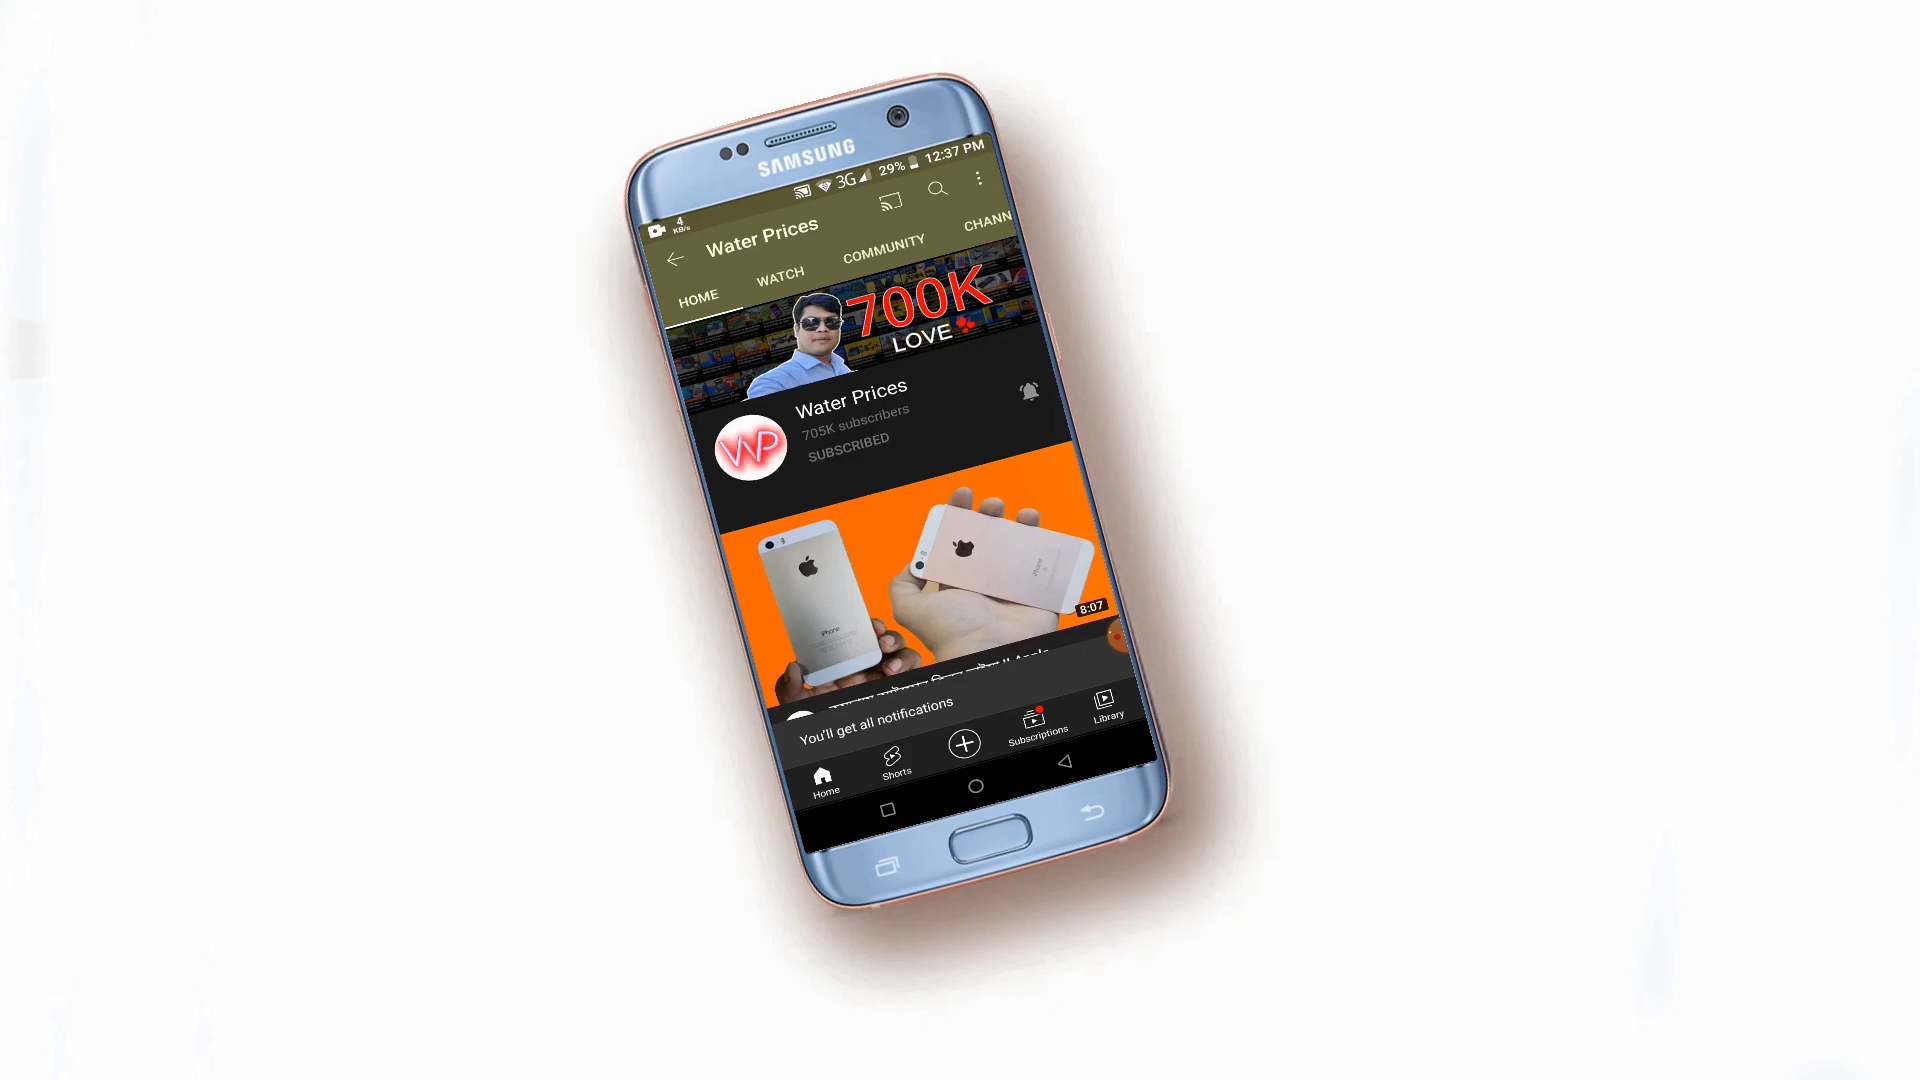 SAMSUNG
4
KB/s
3G 29% 12:37 PM
Water Prices
HOME WATCH COMMUNITY CHANN
700K
LOVE
Water Prices
705K subscribers
SUBSCRIBED
WP
iPhone
iPhone
8:07
You'll get all notifications
Home Shorts Subscriptions Library